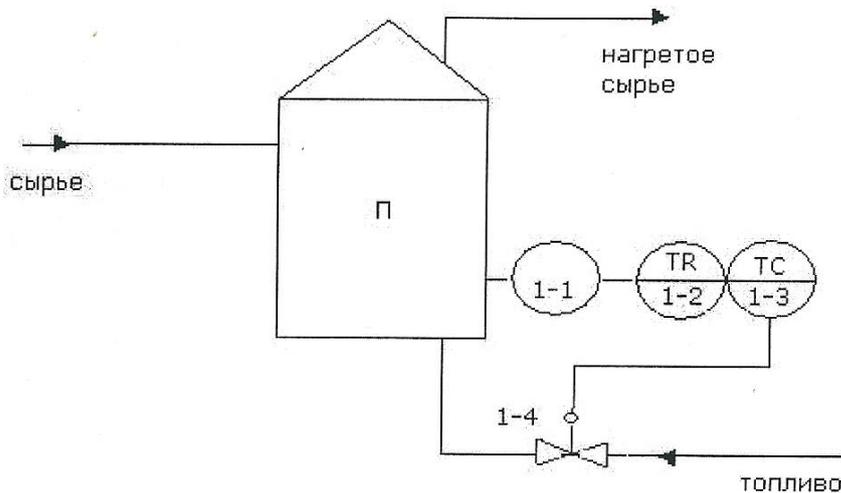 нагретое
сырье
сырье
П
1-1
TR
1-2
TC
1-3
1-4
топливо